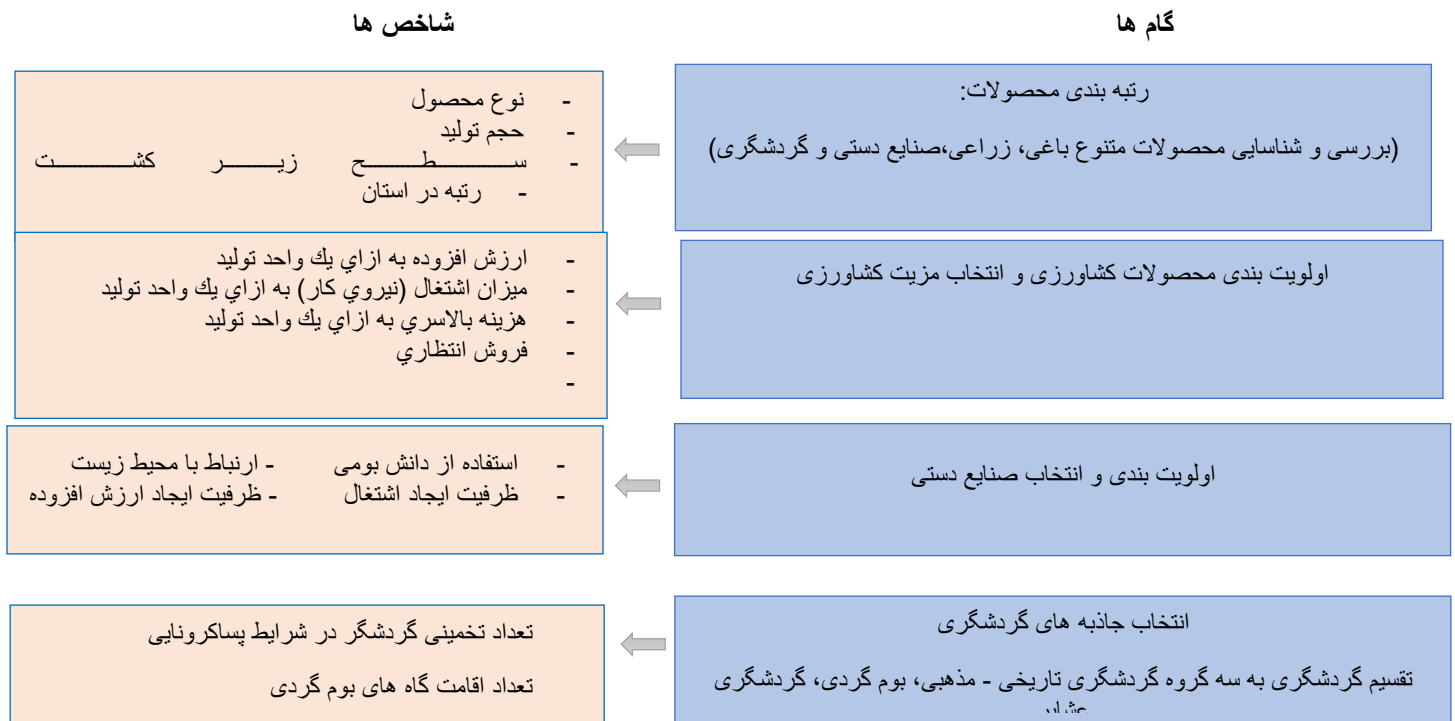 گام ها
شاخص ها
رتبه بندی محصولات:
(بررسی و شناسایی محصولات متنوع باغی، زراعی،صنایع دستی و گردشگری)
- نوع محصول
- حجم توليد
- ســـــــطـــــــح زيـــــر كشـــــــت
- رتبه در استان
اولویت بندی محصولات کشاورزی و انتخاب مزیت کشاورزی
- ارزش افزوده به ازاي يك واحد توليد
- ميزان اشتغال (نيروي كار) به ازاي يك واحد توليد
- هزينه بالاسري به ازاي يك واحد توليد
- فروش انتظاري
-
اولویت بندی و انتخاب صنایع دستی
- استفاده از دانش بومی - ارنباط با محیط زیست
- ظرفیت ایجاد اشتغال - ظرفیت ایجاد ارزش افزوده
انتخاب جاذبه های گردشگری
تقسیم گردشگری به سه گروه گردشگری تاریخی - مذهبی، بوم گردی، گردشگری
تعداد تخمینی گردشگر در شرایط پساکرونایی
تعداد اقامت گاه های بوم گردی